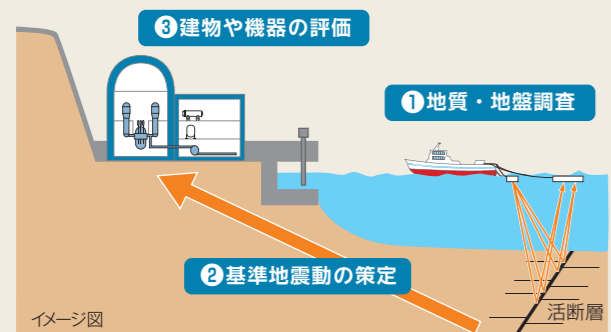 ❸建物や機器の評価
❶地質・地盤調査
❷基準地震動の策定
イメージ図
活断層